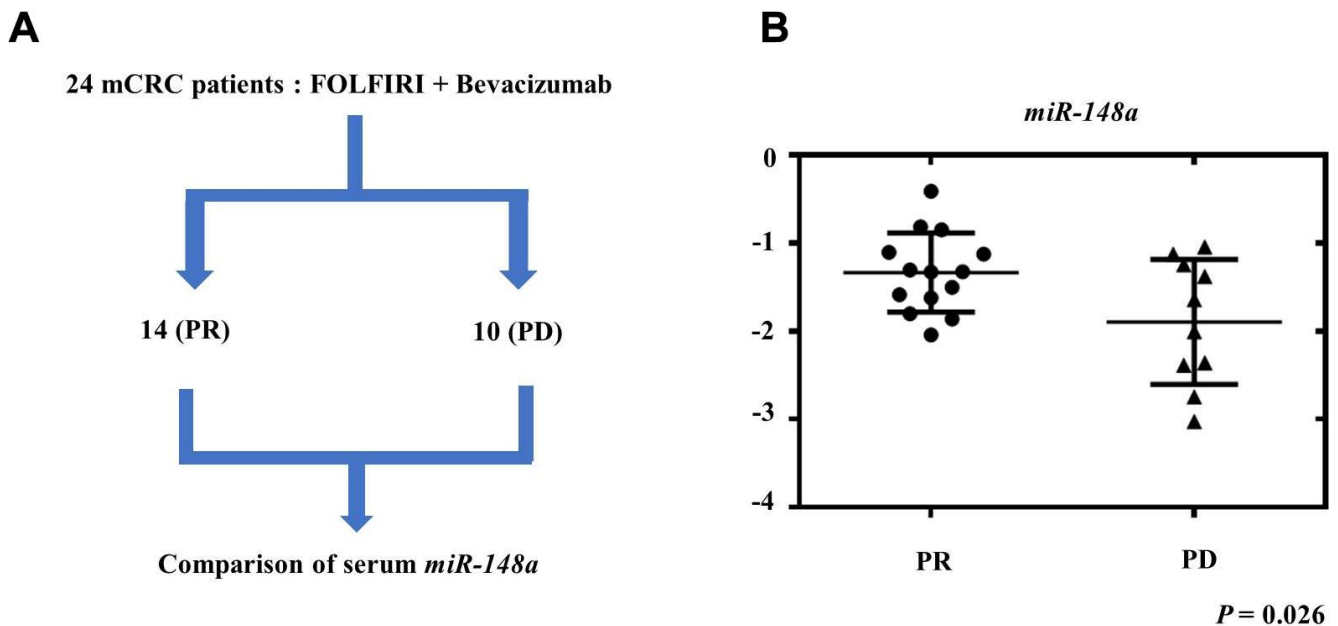 A
24 mCRC patients : FOLFIRI + Bevacizumab
14 (PR)
10 (PD)
Comparison of serum miR-148a
B
miR-148a
0
-1
-2
-3
-4
PR
PD
P = 0.026